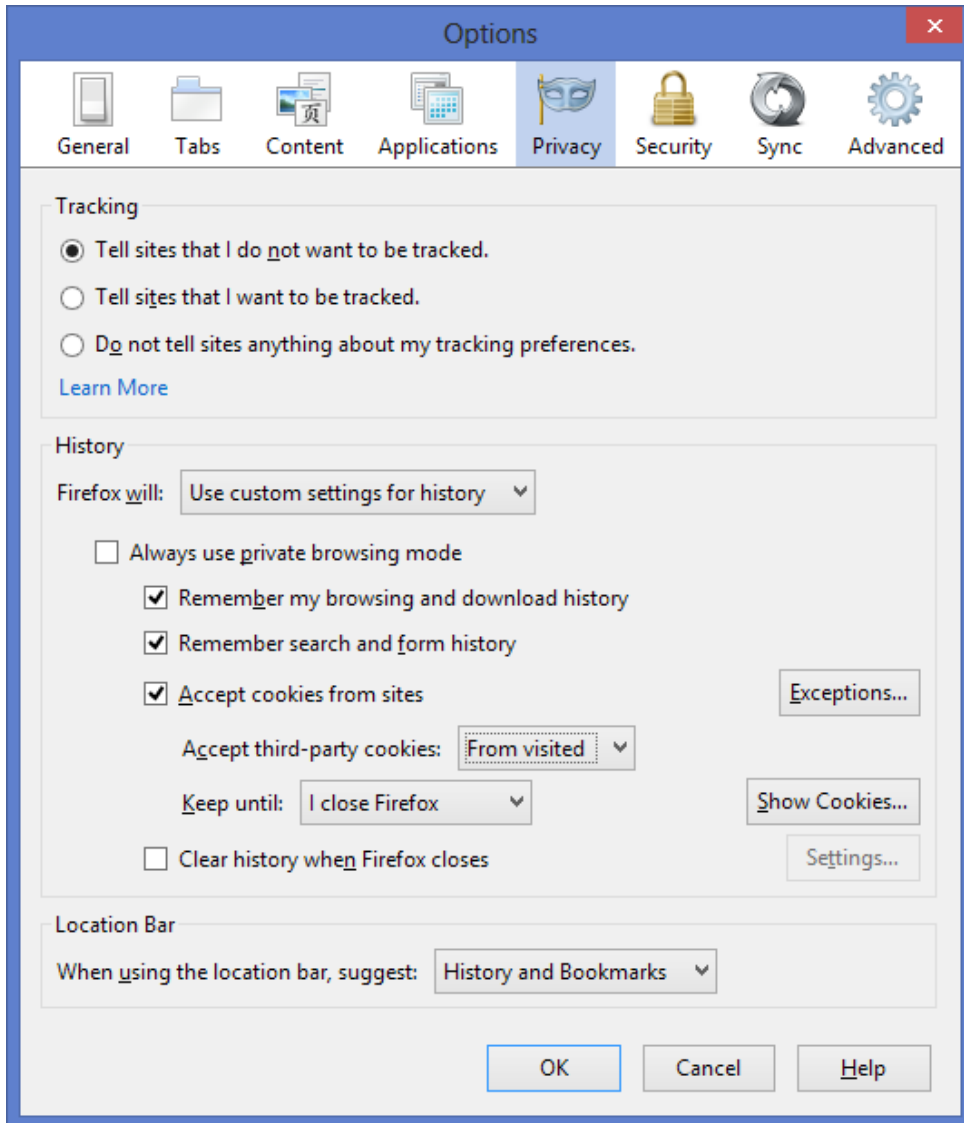 Options
General Tabs Content Applications Privacy Security Sync Advanced
页
Tracking
Tell sites that I do not want to be tracked.
Tell sites that I want to be tracked.
Do not tell sites anything about my tracking preferences.
Learn More
History
Firefox will: Use custom settings for history
Always use private browsing mode
Remember my browsing and download history
Remember search and form history
Accept cookies from sites Exceptions...
Accept third-party cookies: From visited
Keep until: I close Firefox Show Cookies...
Clear history when Firefox closes Settings...
Location Bar
When using the location bar, suggest: History and Bookmarks
OK Cancel Help